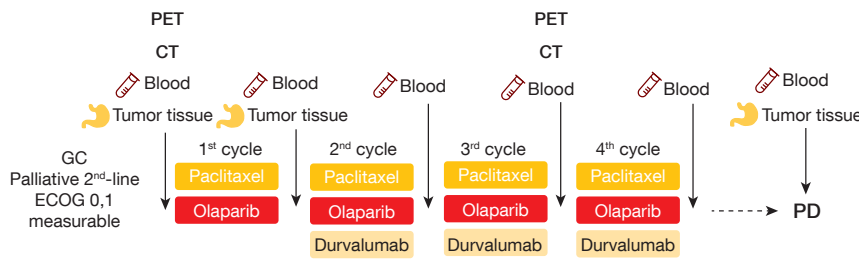 PET
PET
CT
CT
Blood
Blood
Blood
Blood
Blood
Blood
Tumor tissue
Tumor tissue
Tumor tissue
GC
Palliative 2nd-line
ECOG 0,1
measurable
1st cycle
2nd cycle
3rd cycle
4th cycle
Paclitaxel
Paclitaxel
Paclitaxel
Paclitaxel
Olaparib
Olaparib
Olaparib
Olaparib
PD
Durvalumab
Durvalumab
Durvalumab